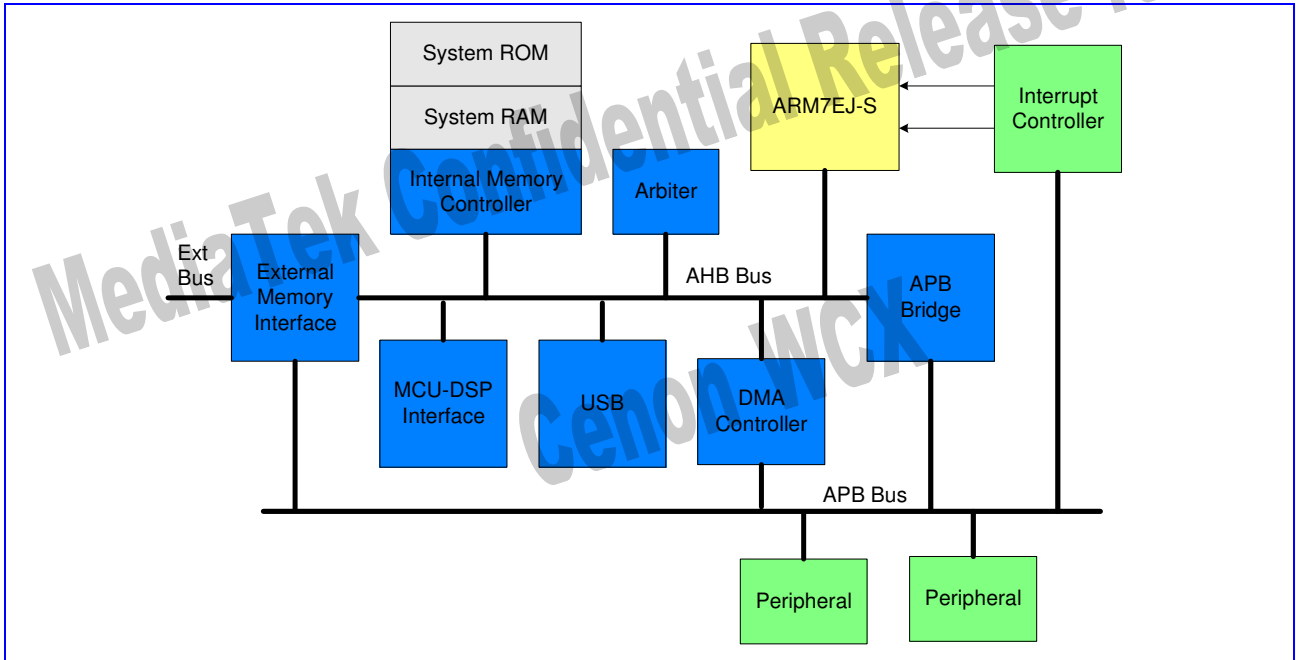 System ROM
System RAM
Internal Memory
Controller
Arbiter
ARM7EJ-S
Interrupt
Controller
Ext
Bus
External
Memory
Interface
AHB Bus
APB
Bridge
MCU-DSP
Interface
USB
DMA
Controller
APB Bus
Peripheral
Peripheral
MediaTek Confidential Release
Cenon WCX